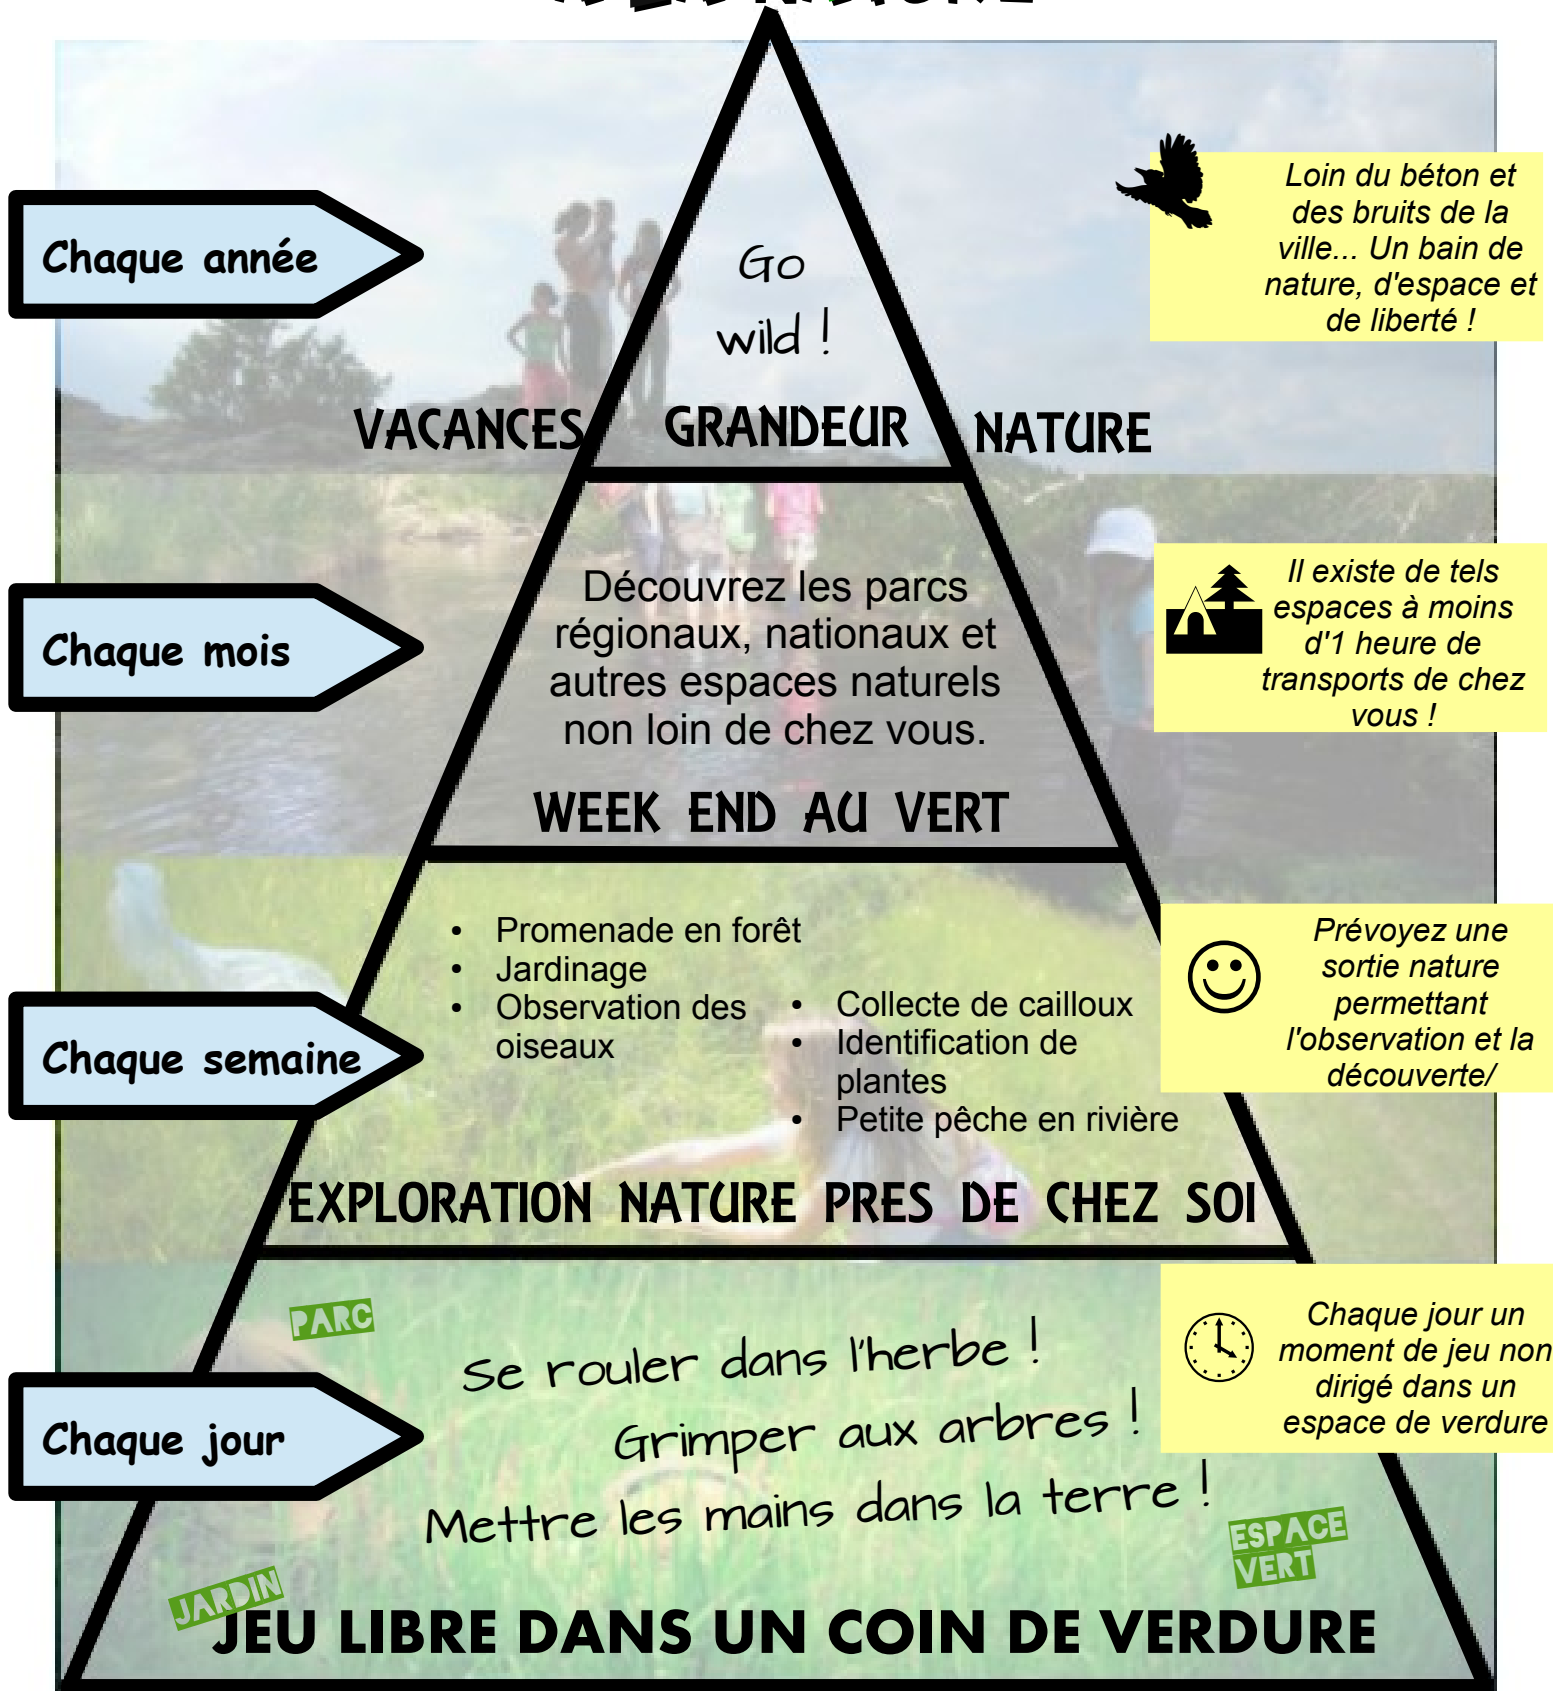 Chaque année
Go
wild !
Loin du béton et
des bruits de la
ville... Un bain de
nature, d'espace et
de liberté !
VACANCES GRANDEUR NATURE
Chaque mois
Découvrez les parcs
régionaux, nationaux et
autres espaces naturels
non loin de chez vous.
Il existe de tels
espaces à moins
d'1 heure de
transports de chez
vous !
WEEK END AU VERT
Chaque semaine
• Promenade en forêt
• Jardinage
• Observation des
oiseaux
• Collecte de cailloux
• Identification de
plantes
• Petite pêche en rivière
Prévoyez une
sortie nature
permettant
l'observation et la
découverte/
EXPLORATION NATURE PRES DE CHEZ SOI
Chaque jour
PARC
Se rouler dans l'herbe !
Grimper aux arbres !
Mettre les mains dans la terre !
Chaque jour un
moment de jeu non
dirigé dans un
espace de verdure
ESPACE
VERT
JARDIN
JEU LIBRE DANS UN COIN DE VERDURE